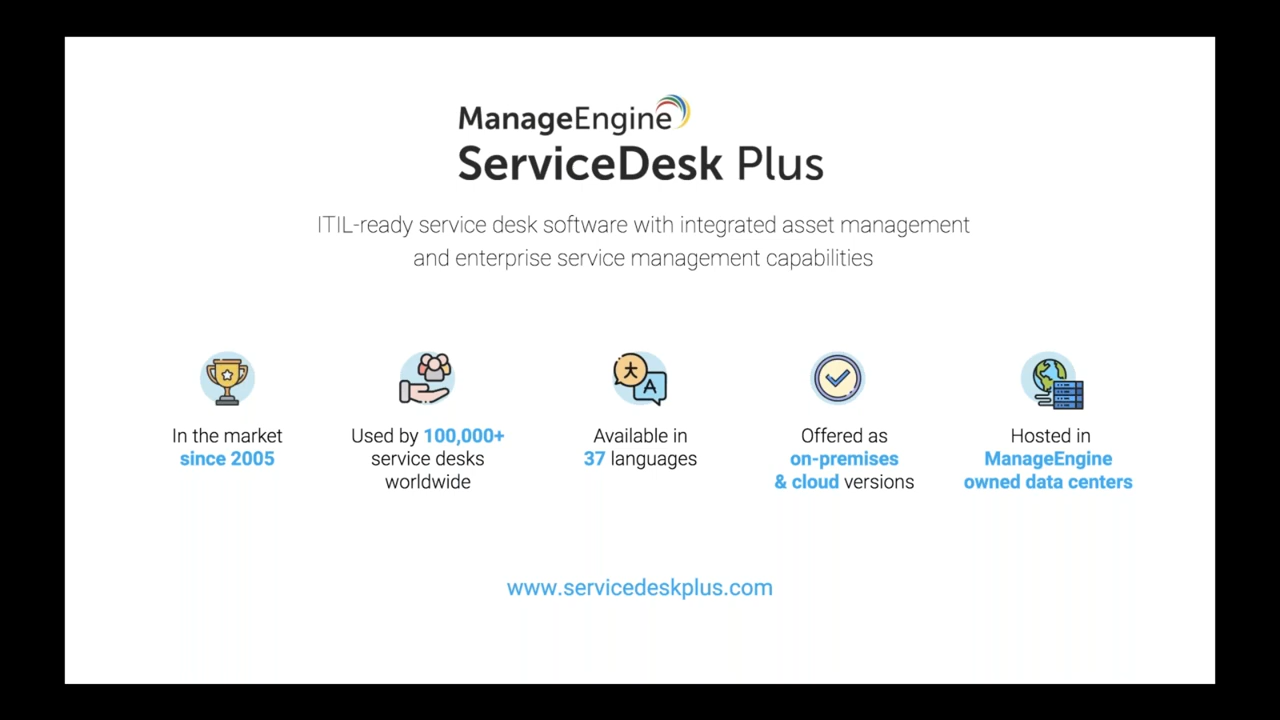 ManageEngine
ServiceDesk Plus
ITIL-ready service desk software with integrated asset management
and enterprise service management capabilities
大
A
In the market
since 2005
Used by 100,000+
service desks
worldwide
Available in
37 languages
Offered as
on-premises
& cloud versions
Hosted in
ManageEngine
owned data centers
www.servicedeskplus.com